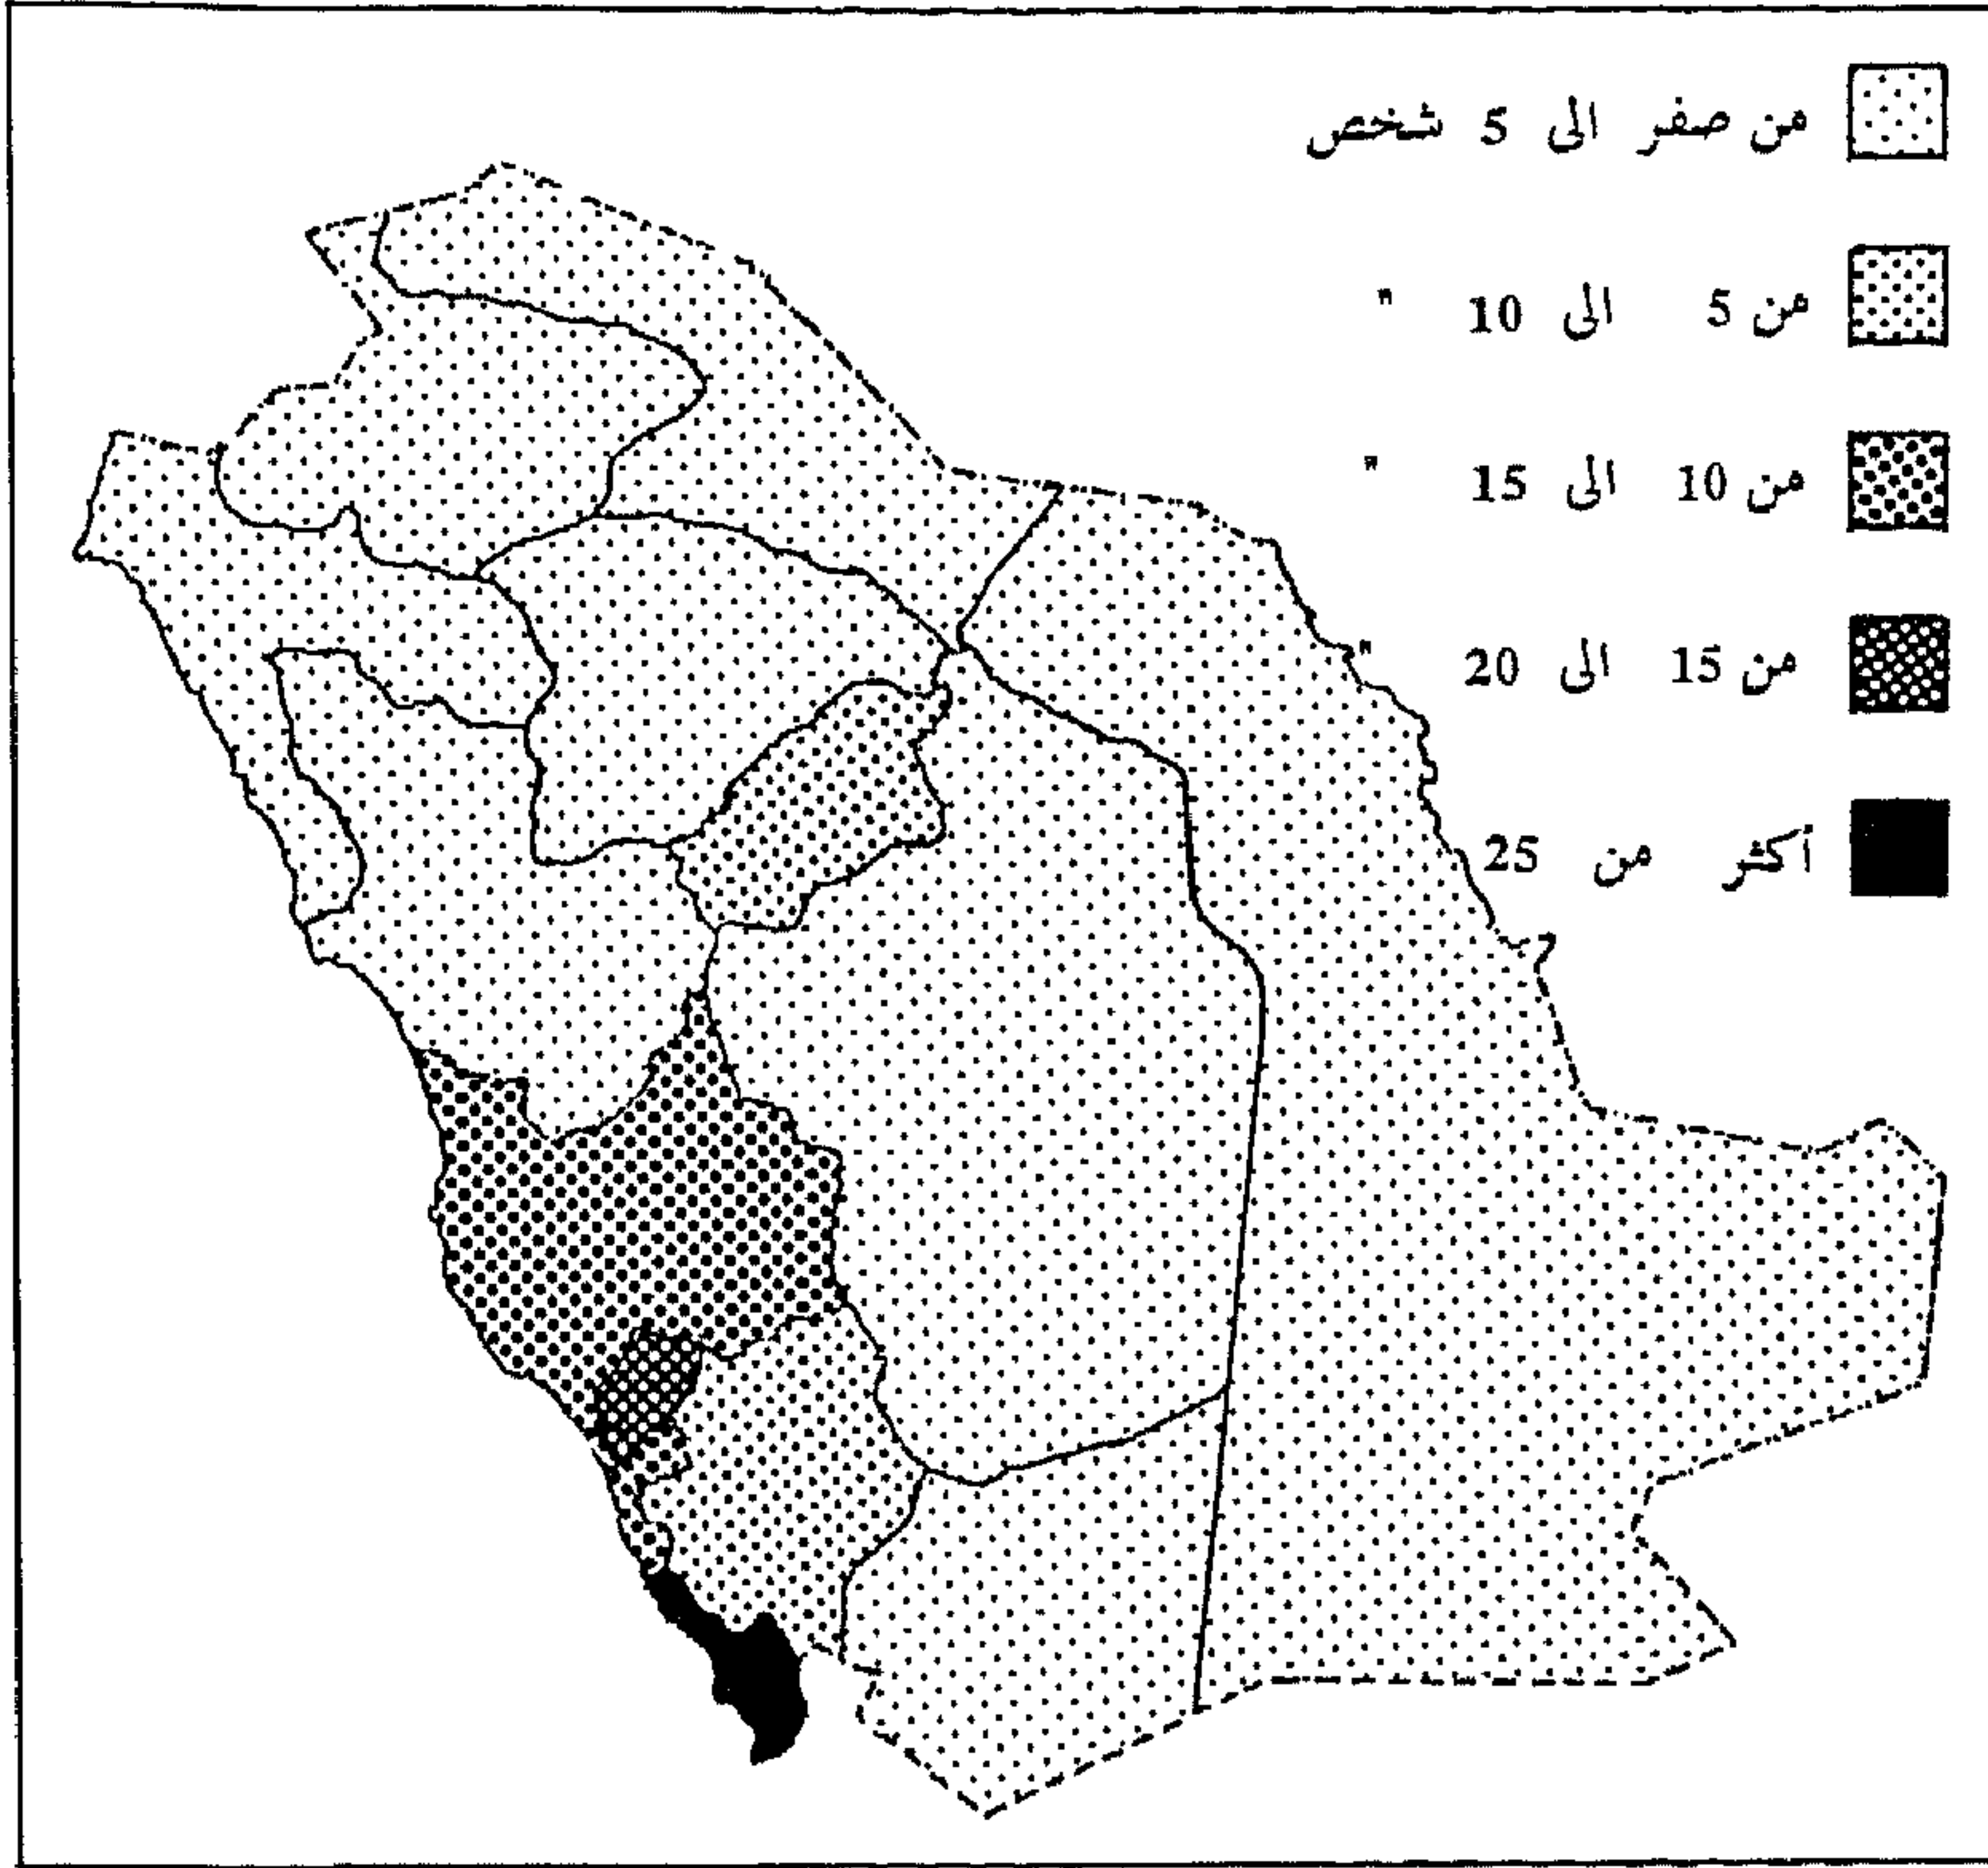 من صفر الى 5 شخص
من 5 الى 10 "
من 10 الى 15 "
من 15 الى 20 "
أكثر من 25